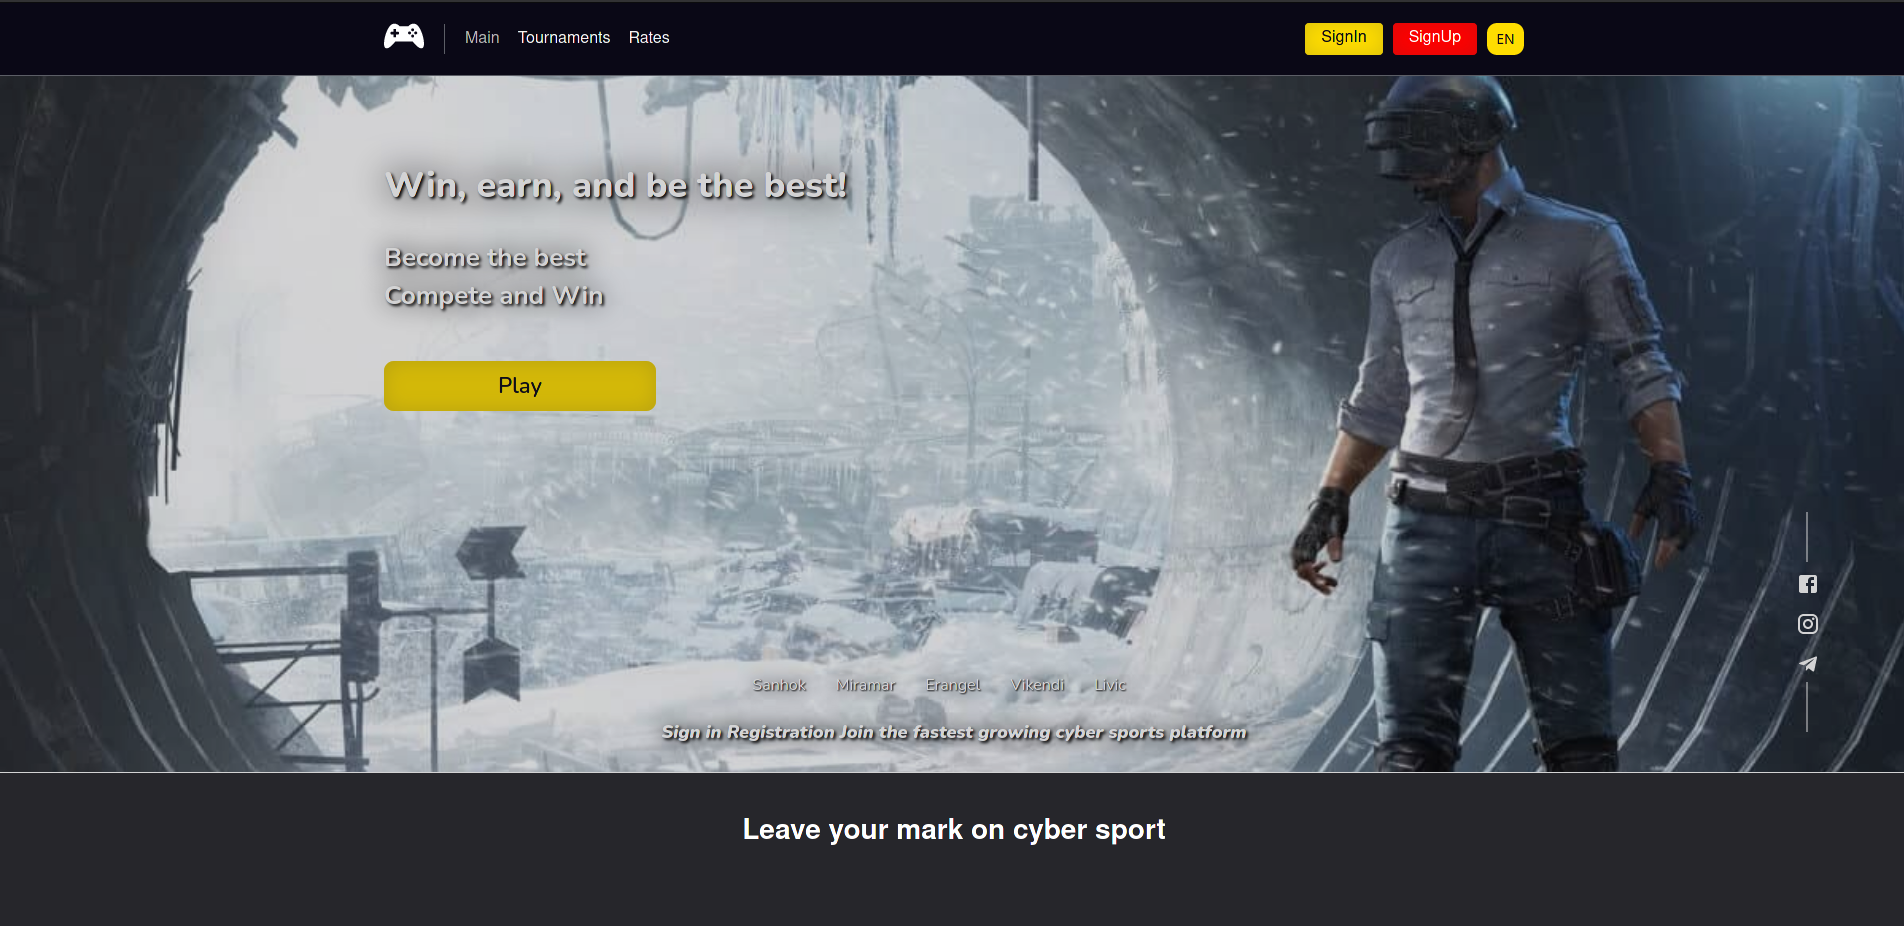 Main Tournaments Rates SignIn SignUp EN
Win, earn, and be the best!
Become the best
Compete and Win
Play
Sanhok Miramar Erangel Vikendi Livic
Sign in Registration Join the fastest growing cyber sports platform
Leave your mark on cyber sport